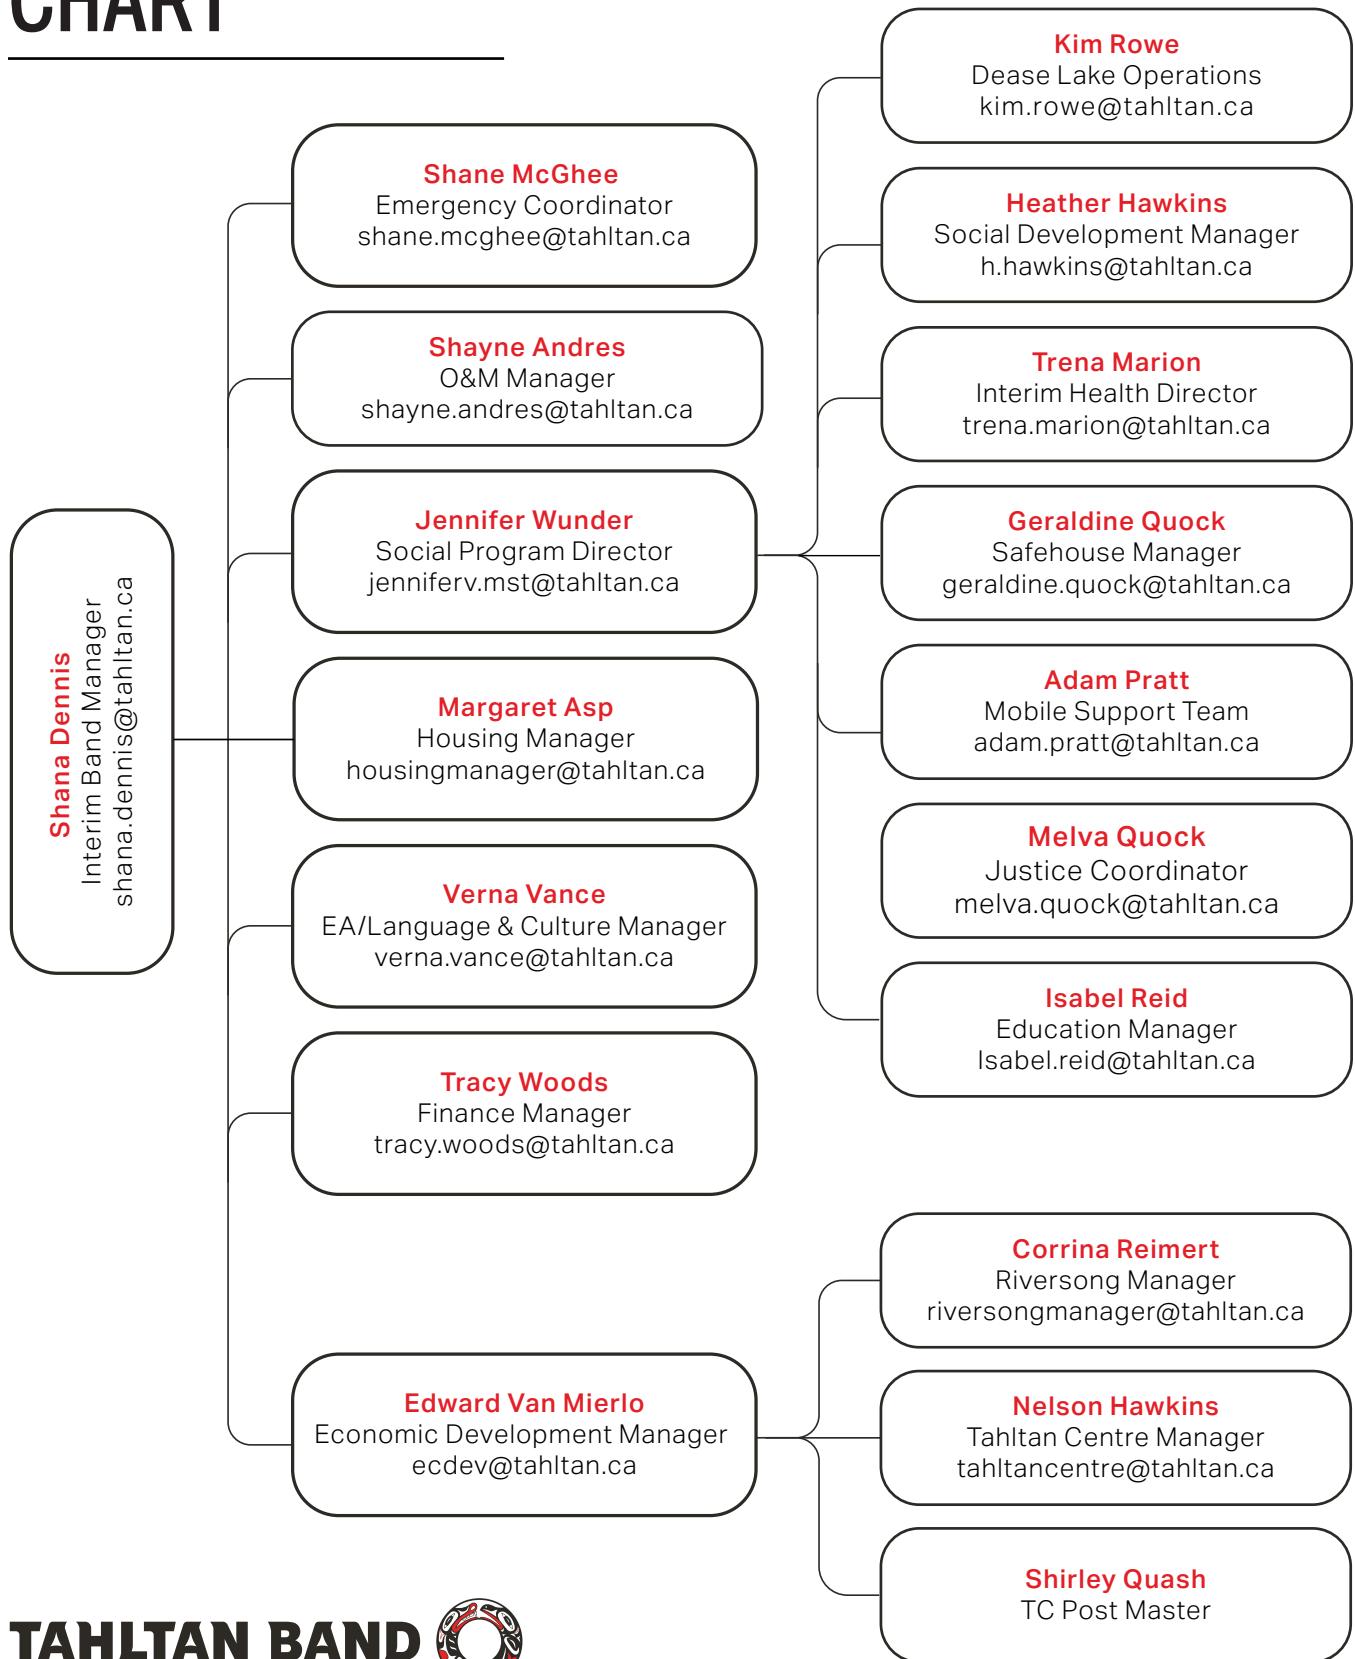 CHART
Shana Dennis
Interim Band Manager
shana.dennis@tahltan.ca
Shane McGhee
Emergency Coordinator
shane.mcghee@tahltan.ca
Shayne Andres
O&M Manager
shayne.andres@tahltan.ca
Jennifer Wunder
Social Program Director
jenniferv.mst@tahltan.ca
Margaret Asp
Housing Manager
housingmanager@tahltan.ca
Verna Vance
EA/Language & Culture Manager
verna.vance@tahltan.ca
Tracy Woods
Finance Manager
tracy.woods@tahltan.ca
Edward Van Mierlo
Economic Development Manager
ecdev@tahltan.ca
Kim Rowe
Dease Lake Operations
kim.rowe@tahltan.ca
Heather Hawkins
Social Development Manager
h.hawkins@tahltan.ca
Trena Marion
Interim Health Director
trena.marion@tahltan.ca
Geraldine Quock
Safehouse Manager
geraldine.quock@tahltan.ca
Adam Pratt
Mobile Support Team
adam.pratt@tahltan.ca
Melva Quock
Justice Coordinator
melva.quock@tahltan.ca
Isabel Reid
Education Manager
Isabel.reid@tahltan.ca
Corrina Reimert
Riversong Manager
riversongmanager@tahltan.ca
Nelson Hawkins
Tahltan Centre Manager
tahltancentre@tahltan.ca
Shirley Quash
TC Post Master
TAHLTAN BAND